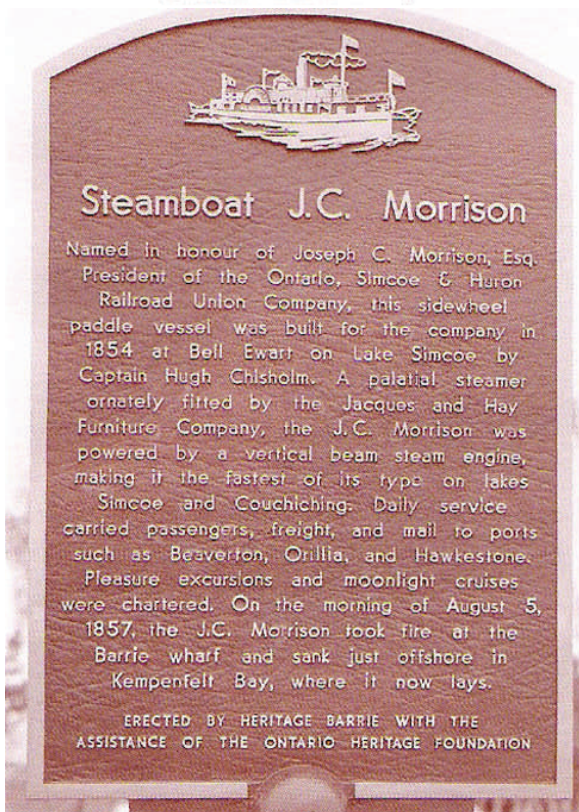 Steamboat J.C. Morrison
Named in honour of Joseph C. Morrison, Esq.
President of the Ontario, Simcoe & Huron
Railroad Union Company, this sidewheel
paddle vessel was built for the company in
1854 at Bell Ewart on Lake Simcoe by
Captain Hugh Chisholm. A palatial steamer
ornately fitted by the Jacques and Hay
Furniture Company, the J.C. Morrison was
powered by a vertical beam steam engine,
making it the fastest of its type on lakes
Simcoe and Couchiching. Daily service
carried passengers, freight, and mail to ports
such as Beaverton, Orillia, and Hawkestone.
Pleasure excursions and moonlight cruises
were chartered. On the morning of August 5,
1857, the J.C. Morrison took fire at the
Barrie wharf and sank just offshore in
Kempenfelt Bay, where it now lays.
ERECTED BY HERITAGE BARRIE WITH THE
ASSISTANCE OF THE ONTARIO HERITAGE FOUNDATION